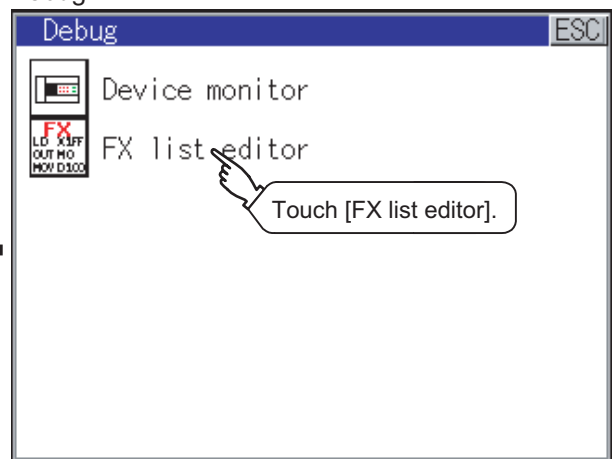 Debug
ESC
Device monitor
FX
LD X1FF
OUT M0
MOV D100
FX list editor
Touch [FX list editor].